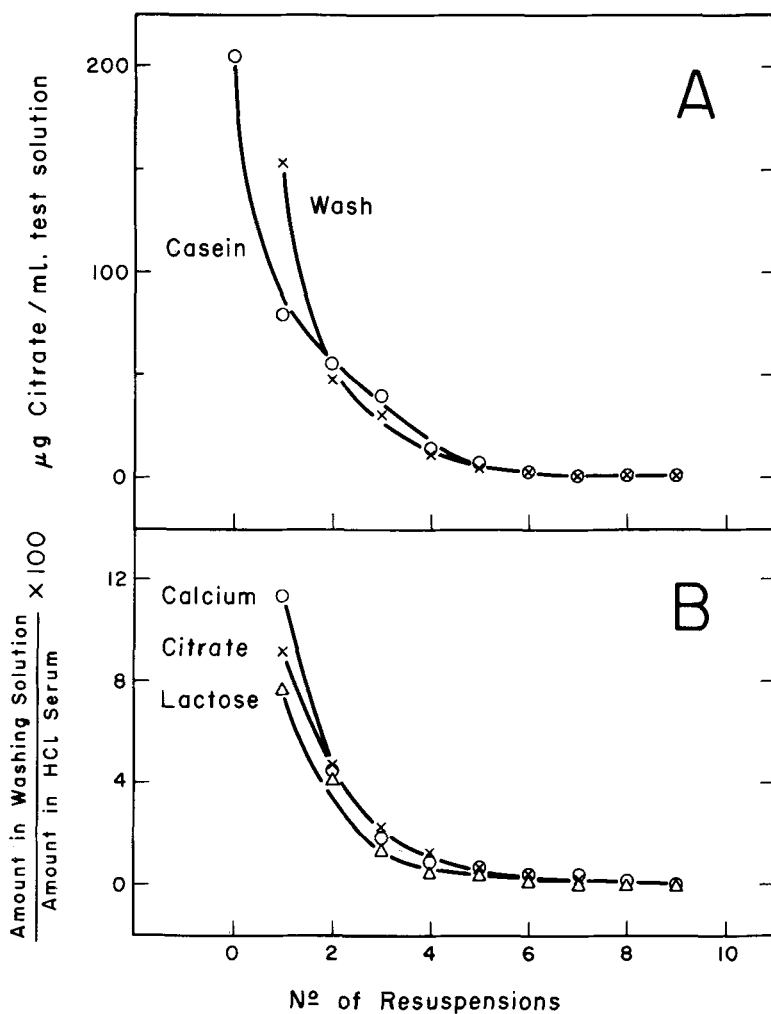 A
µg Citrate / ml. test solution
200
100
0
Wash
Casein
B
Amount in Washing Solution
Amount in HCl Serum
×100
12
8
4
0
Calcium
Citrate
Lactose
0 2 4 6 8 10
Nº of Resuspensions